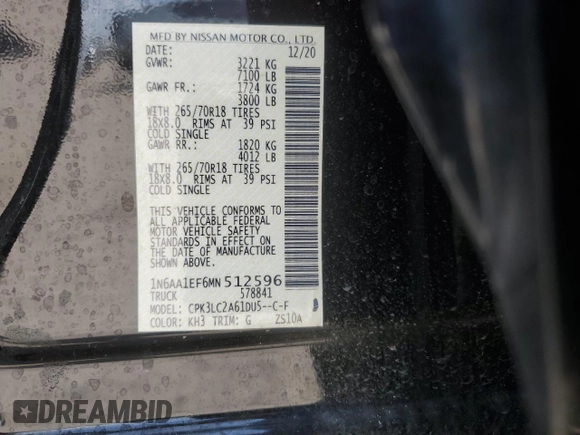 MFD BY NISSAN MOTOR CO., LTD.
DATE: 12/20
GVWR: 3221 KG
7100 LB
GAWR FR.: 1724 KG
3800 LB
WITH 265/70R18 TIRES
18X8.0 RIMS AT 39 PSI
COLD SINGLE
GAWR RR.: 1820 KG
4012 LB
WITH 265/70R18 TIRES
18X8.0 RIMS AT 39 PSI
COLD SINGLE
THIS VEHICLE CONFORMS TO
ALL APPLICABLE FEDERAL
MOTOR VEHICLE SAFETY
STANDARDS IN EFFECT ON
THE DATE OF MANUFACTURE
SHOWN ABOVE.
1N6AA1EF6MN512596
TRUCK 578841
MODEL: CPK3LC2A61DU5--C-F
COLOR: KH3 TRIM: G ZS10A
DREAMBID